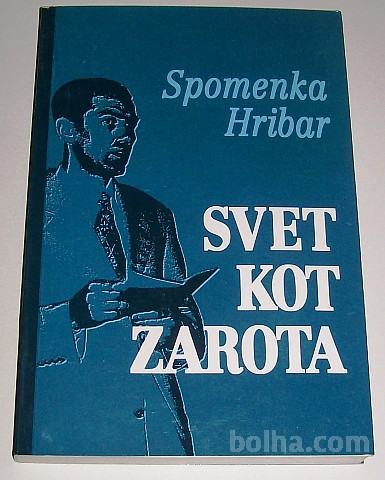 Spomenka
Hribar
SVET
KOT
ZAROTA
bolha.com